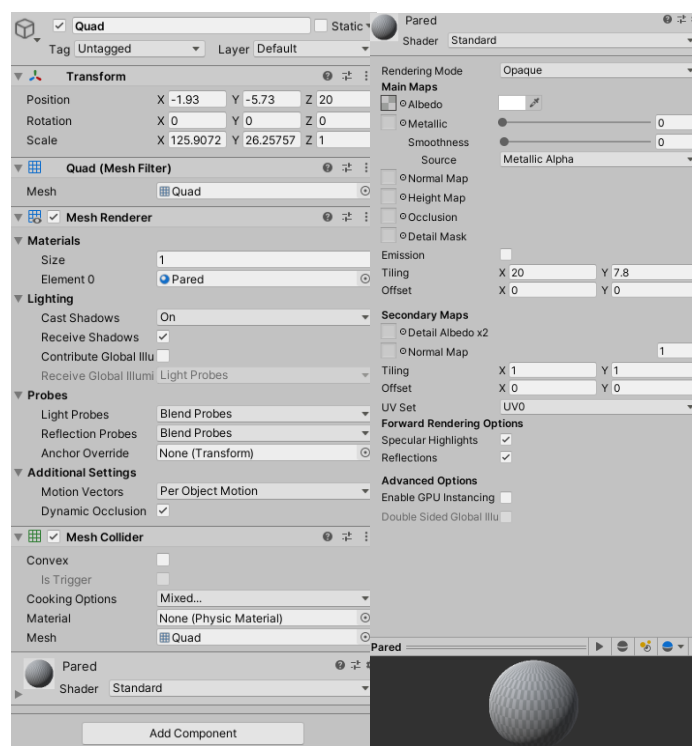 Quad
Static
Tag Untagged Layer Default
Transform
Position X -1.93 Y -5.73 Z 20
Rotation X 0 Y 0 Z 0
Scale X 125.9072 Y 26.25757 Z 1
Quad (Mesh Filter)
Mesh Quad
Mesh Renderer
Materials
Size 1
Element 0 Pared
Lighting
Cast Shadows On
Receive Shadows
Contribute Global Illu
Receive Global Illumi Light Probes
Probes
Light Probes Blend Probes
Reflection Probes Blend Probes
Anchor Override None (Transform)
Additional Settings
Motion Vectors Per Object Motion
Dynamic Occlusion
Mesh Collider
Convex
Is Trigger
Cooking Options Mixed...
Material None (Physic Material)
Mesh Quad
Pared
Shader Standard
Add Component
Pared
Shader Standard
Rendering Mode Opaque
Main Maps
Albedo
Metallic 0
Smoothness 0
Source Metallic Alpha
Normal Map
Height Map
Occlusion
Detail Mask
Emission
Tiling X 20 Y 7.8
Offset X 0 Y 0
Secondary Maps
Detail Albedo x2
Normal Map 1
Tiling X 1 Y 1
Offset X 0 Y 0
UV Set UV0
Forward Rendering Options
Specular Highlights
Reflections
Advanced Options
Enable GPU Instancing
Double Sided Global Illu
Pared